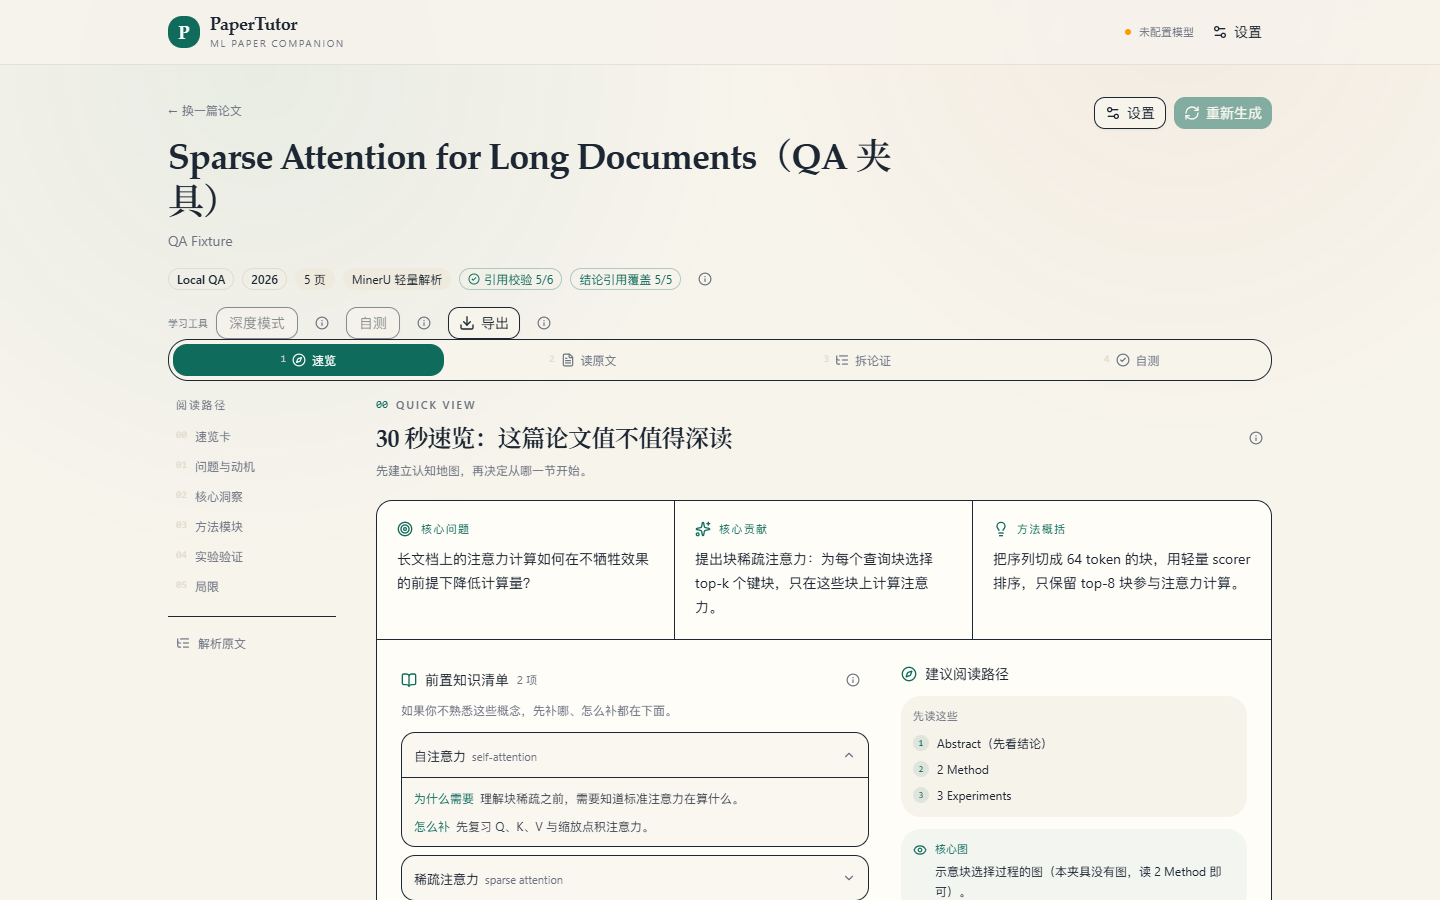 P PaperTutor
ML PAPER COMPANION
未配置模型
设置
← 换一篇论文
设置
重新生成
Sparse Attention for Long Documents（QA 夹
具）
QA Fixture
Local QA
2026
5 页
MinerU 轻量解析
引用校验 5/6
结论引用覆盖 5/5
学习工具
深度模式
自测
导出
1 速览
2 读原文
3 拆论证
4 自测
阅读路径
00 速览卡
01 问题与动机
02 核心洞察
03 方法模块
04 实验验证
05 局限
解析原文
00 QUICK VIEW
30 秒速览：这篇论文值不值得深读
先建立认知地图，再决定从哪一节开始。
核心问题
长文档上的注意力计算如何在不牺牲效果
的前提下降低计算量？
核心贡献
提出块稀疏注意力：为每个查询块选择
top-k 个键块，只在这些块上计算注意
力。
方法概括
把序列切成 64 token 的块，用轻量 scorer
排序，只保留 top-8 块参与注意力计算。
前置知识清单 2 项
如果你不熟悉这些概念，先补哪、怎么补都在下面。
自注意力 self-attention
为什么需要 理解块稀疏之前，需要知道标准注意力在算什么。
怎么补 先复习 Q、K、V 与缩放点积注意力。
稀疏注意力 sparse attention
建议阅读路径
先读这些
1 Abstract（先看结论）
2 2 Method
3 3 Experiments
核心图
示意块选择过程的图（本夹具没有图，读 2 Method 即
可）。